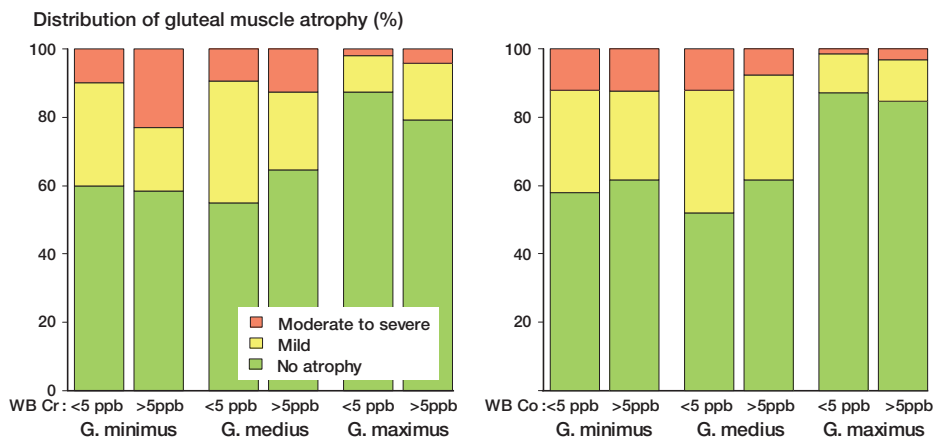 Distribution of gluteal muscle atrophy (%)
100
80
60
40
20
0
Moderate to severe
Mild
No atrophy
WB Cr: <5 ppb >5ppb <5 ppb >5ppb <5 ppb >5ppb
G. minimus G. medius G. maximus
100
80
60
40
20
0
WB Co: <5 ppb >5ppb <5 ppb >5ppb <5 ppb >5ppb
G. minimus G. medius G. maximus